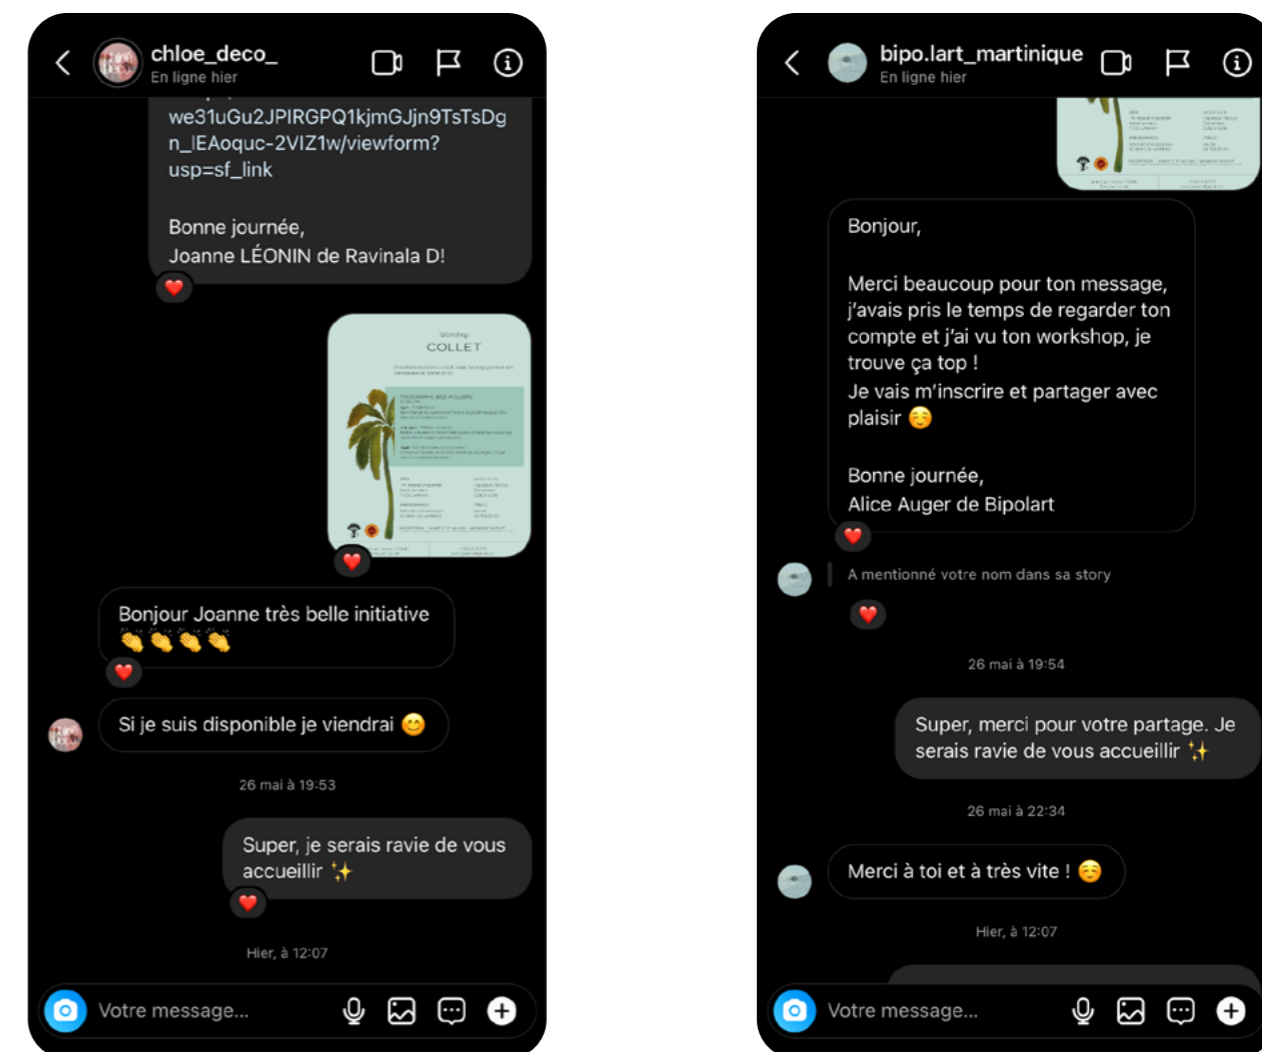 chloe_deco_
En ligne hier
we31uGu2JPIRGPQ1kjmGJjn9TsTsDg
n_IEAoquc-2VIZ1w/viewform?
usp=sf_link
Bonne journée,
Joanne LÉONIN de Ravinala D!
Workshop
COLLET
PROGRAMME DES ATELIERS
Bonjour Joanne très belle initiative
👏👏👏👏
Si je suis disponible je viendrai 😊
26 mai à 19:53
Super, je serais ravie de vous
accueillir ✨
Hier, à 12:07
Votre message...
bipo.lart_martinique
En ligne hier
Bonjour,
Merci beaucoup pour ton message,
j'avais pris le temps de regarder ton
compte et j'ai vu ton workshop, je
trouve ça top !
Je vais m'inscrire et partager avec
plaisir ☺️
Bonne journée,
Alice Auger de Bipolart
A mentionné votre nom dans sa story
26 mai à 19:54
Super, merci pour votre partage. Je
serais ravie de vous accueillir ✨
26 mai à 22:34
Merci à toi et à très vite ! ☺️
Hier, à 12:07
Votre message...